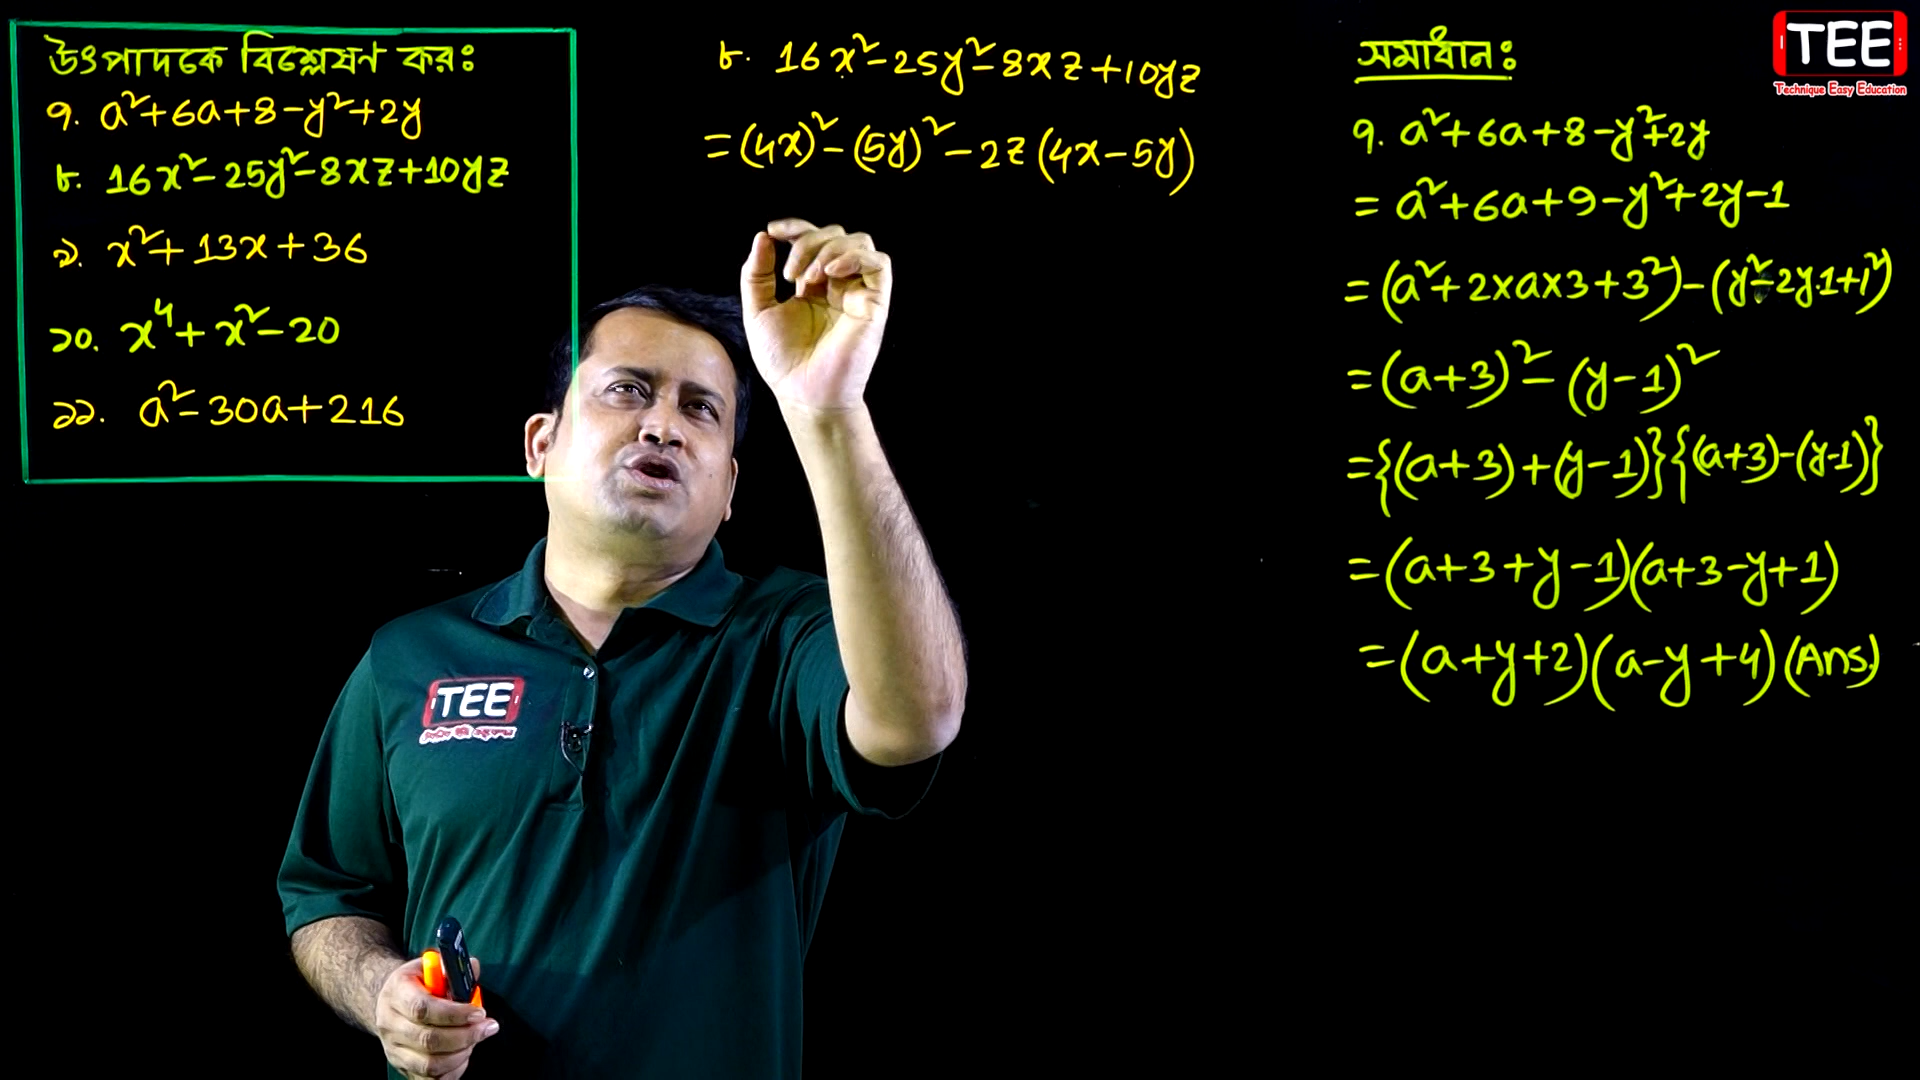 উৎপাদকে বিশ্লেষন করঃ
৭. a²+6a+8-y²+2y
৮. 16x²-25y²-8xz+10yz
৯. x²+13x+36
১০. x⁴+x²-20
১১. a²-30a+216
৮. 16x²-25y²-8xz+10yz
=(4x)²-(5y)²-2z(4x-5y)
সমাধানঃ
৭. a²+6a+8-y²+2y
= a²+6a+9-y²+2y-1
=(a²+2×a×3+3²)-(y²-2y.1+1²)
=(a+3)²-(y-1)²
={(a+3)+(y-1)}{(a+3)-(y-1)}
=(a+3+y-1)(a+3-y+1)
=(a+y+2)(a-y+4)(Ans.)
TEE
Technique Easy Education
TEE